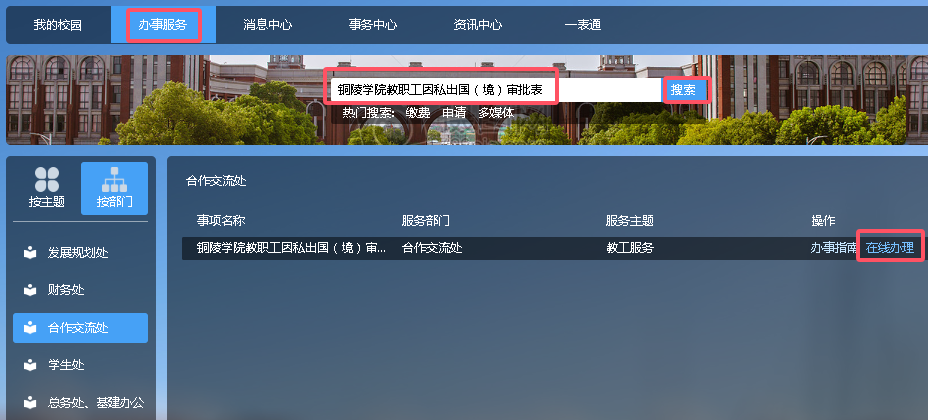 我的校园 办事服务 消息中心 事务中心 资讯中心 一表通
铜陵学院教职工因私出国（境）审批表 搜索
热门搜索: 缴费 申请 多媒体
按主题 按部门
发展规划处
财务处
合作交流处
学生处
总务处、基建办公
合作交流处
事项名称 服务部门 服务主题 操作
铜陵学院教职工因私出国（境）审... 合作交流处 教工服务 办事指南 在线办理